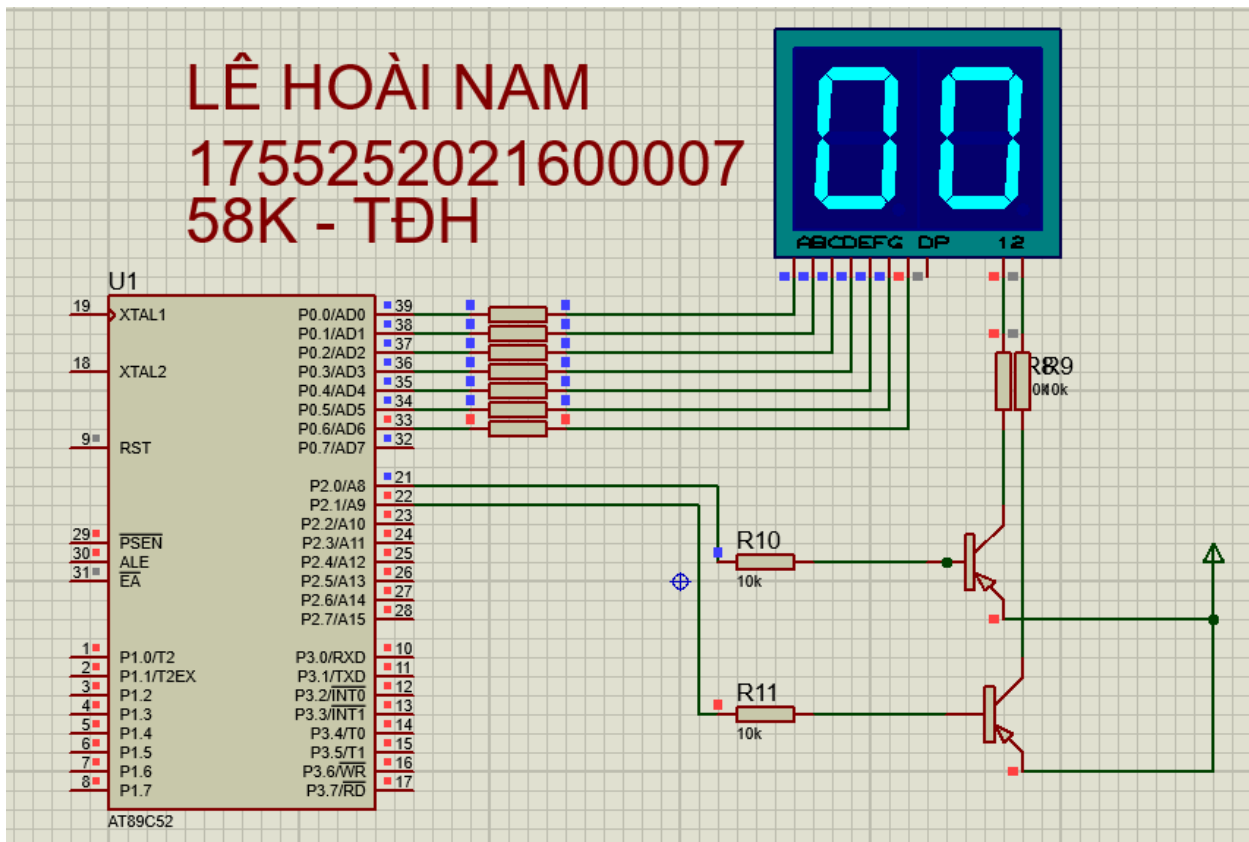 LÊ HOÀI NAM
1755252021600007
58K - TĐH
ABCDEFG DP
12
U1
19
XTAL1
18
XTAL2
9
RST
29
PSEN
30
ALE
31
EA
1
P1.0/T2
2
P1.1/T2EX
3
P1.2
4
P1.3
5
P1.4
6
P1.5
7
P1.6
8
P1.7
P0.0/AD0
39
P0.1/AD1
38
P0.2/AD2
37
P0.3/AD3
36
P0.4/AD4
35
P0.5/AD5
34
P0.6/AD6
33
P0.7/AD7
32
P2.0/A8
21
P2.1/A9
22
P2.2/A10
23
P2.3/A11
24
P2.4/A12
25
P2.5/A13
26
P2.6/A14
27
P2.7/A15
28
P3.0/RXD
10
P3.1/TXD
11
P3.2/INT0
12
P3.3/INT1
13
P3.4/T0
14
P3.5/T1
15
P3.6/WR
16
P3.7/RD
17
AT89C52
00
R9
R10
10k
R11
10k